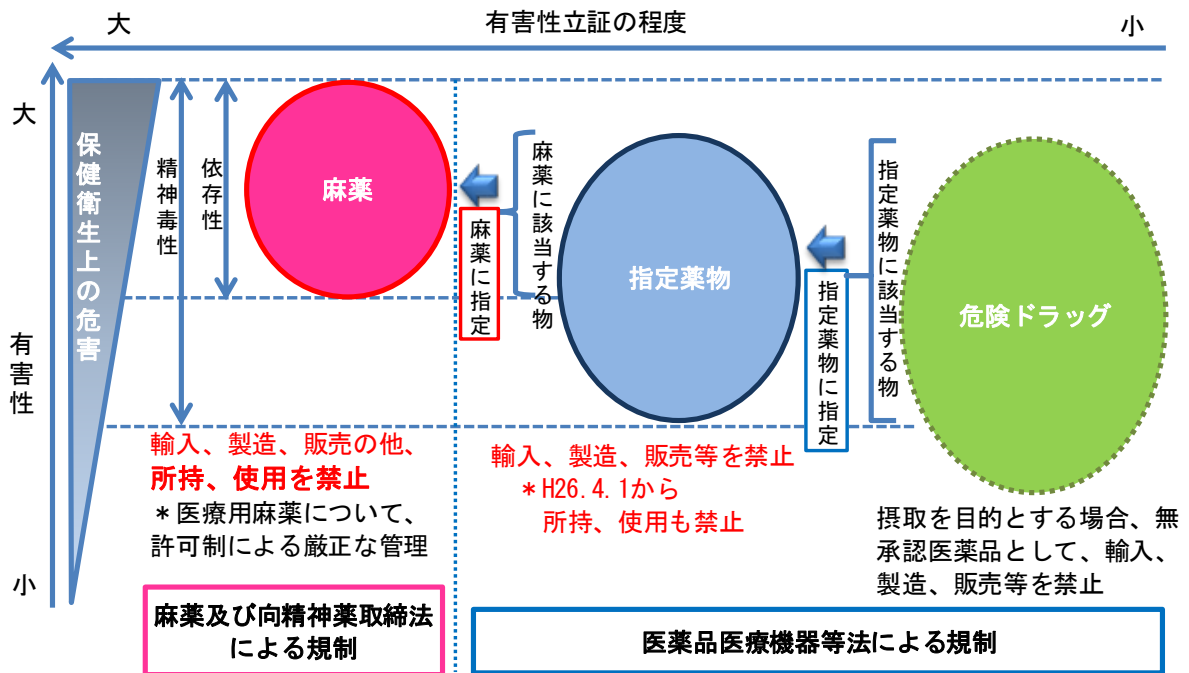 有害性立証の程度
大
小
大
有害性
小
保健衛生上の危害
精神毒性
依存性
麻薬
麻薬に指定
麻薬に該当する物
指定薬物
指定薬物に指定
指定薬物に該当する物
危険ドラッグ
輸入、製造、販売の他、
所持、使用を禁止
＊医療用麻薬について、
許可制による厳正な管理
輸入、製造、販売等を禁止
＊H26.4.1から
所持、使用も禁止
摂取を目的とする場合、無
承認医薬品として、輸入、
製造、販売等を禁止
麻薬及び向精神薬取締法
による規制
医薬品医療機器等法による規制